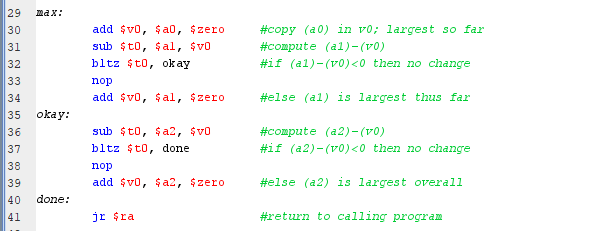 29 max:
30 add $v0, $a0, $zero #copy (a0) in v0; largest so far
31 sub $t0, $a1, $v0 #compute (a1)-(v0)
32 bltz $t0, okay #if (a1)-(v0)<0 then no change
33 nop
34 add $v0, $a1, $zero #else (a1) is largest thus far
35 okay:
36 sub $t0, $a2, $v0 #compute (a2)-(v0)
37 bltz $t0, done #if (a2)-(v0)<0 then no change
38 nop
39 add $v0, $a2, $zero #else (a2) is largest overall
40 done:
41 jr $ra #return to calling program